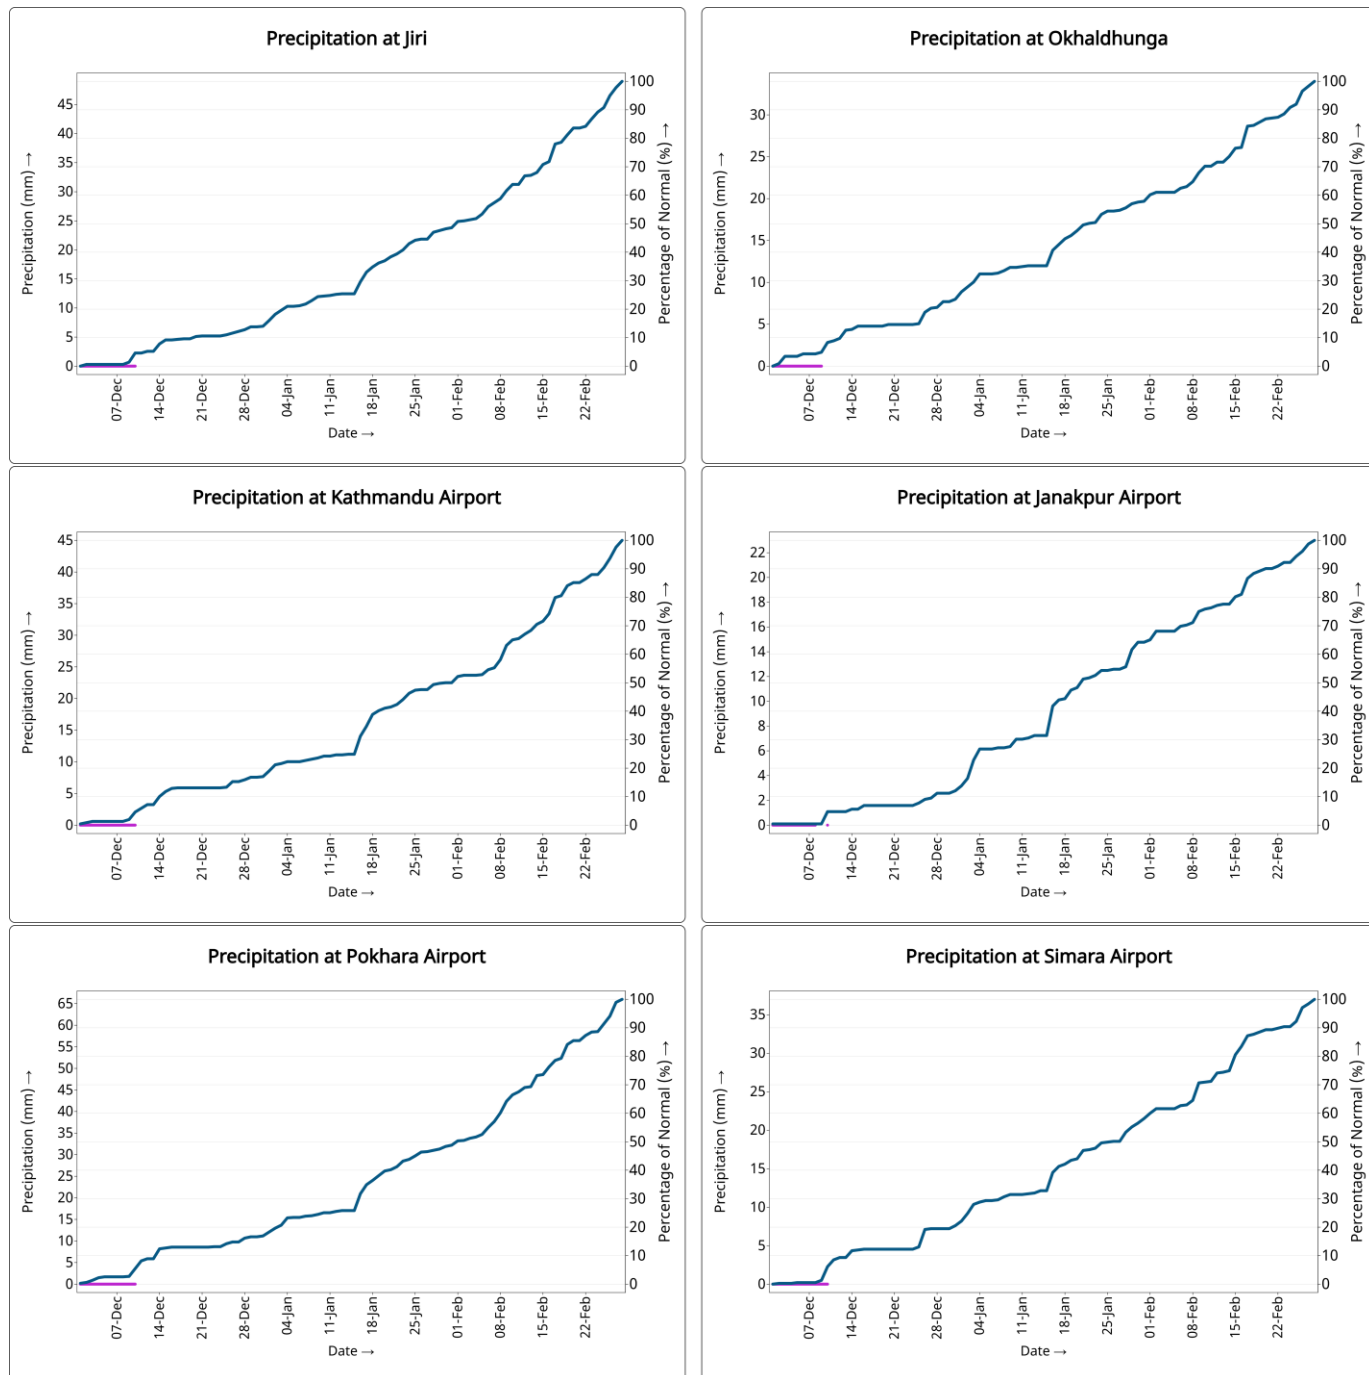 Precipitation at Jiri
Precipitation (mm) →
45
40
35
30
25
20
15
10
5
0
100
90
80
70
60
50
40
30
20
10
0
Percentage of Normal (%) →
07-Dec
14-Dec
21-Dec
28-Dec
04-Jan
11-Jan
18-Jan
25-Jan
01-Feb
08-Feb
15-Feb
22-Feb
Date →
Precipitation at Okhaldhunga
Precipitation (mm) →
30
25
20
15
10
5
0
100
90
80
70
60
50
40
30
20
10
0
Percentage of Normal (%) →
07-Dec
14-Dec
21-Dec
28-Dec
04-Jan
11-Jan
18-Jan
25-Jan
01-Feb
08-Feb
15-Feb
22-Feb
Date →
Precipitation at Kathmandu Airport
Precipitation (mm) →
45
40
35
30
25
20
15
10
5
0
100
90
80
70
60
50
40
30
20
10
0
Percentage of Normal (%) →
07-Dec
14-Dec
21-Dec
28-Dec
04-Jan
11-Jan
18-Jan
25-Jan
01-Feb
08-Feb
15-Feb
22-Feb
Date →
Precipitation at Janakpur Airport
Precipitation (mm) →
22
20
18
16
14
12
10
8
6
4
2
0
100
90
80
70
60
50
40
30
20
10
0
Percentage of Normal (%) →
07-Dec
14-Dec
21-Dec
28-Dec
04-Jan
11-Jan
18-Jan
25-Jan
01-Feb
08-Feb
15-Feb
22-Feb
Date →
Precipitation at Pokhara Airport
Precipitation (mm) →
65
60
55
50
45
40
35
30
25
20
15
10
5
0
100
90
80
70
60
50
40
30
20
10
0
Percentage of Normal (%) →
07-Dec
14-Dec
21-Dec
28-Dec
04-Jan
11-Jan
18-Jan
25-Jan
01-Feb
08-Feb
15-Feb
22-Feb
Date →
Precipitation at Simara Airport
Precipitation (mm) →
35
30
25
20
15
10
5
0
100
90
80
70
60
50
40
30
20
10
0
Percentage of Normal (%) →
07-Dec
14-Dec
21-Dec
28-Dec
04-Jan
11-Jan
18-Jan
25-Jan
01-Feb
08-Feb
15-Feb
22-Feb
Date →